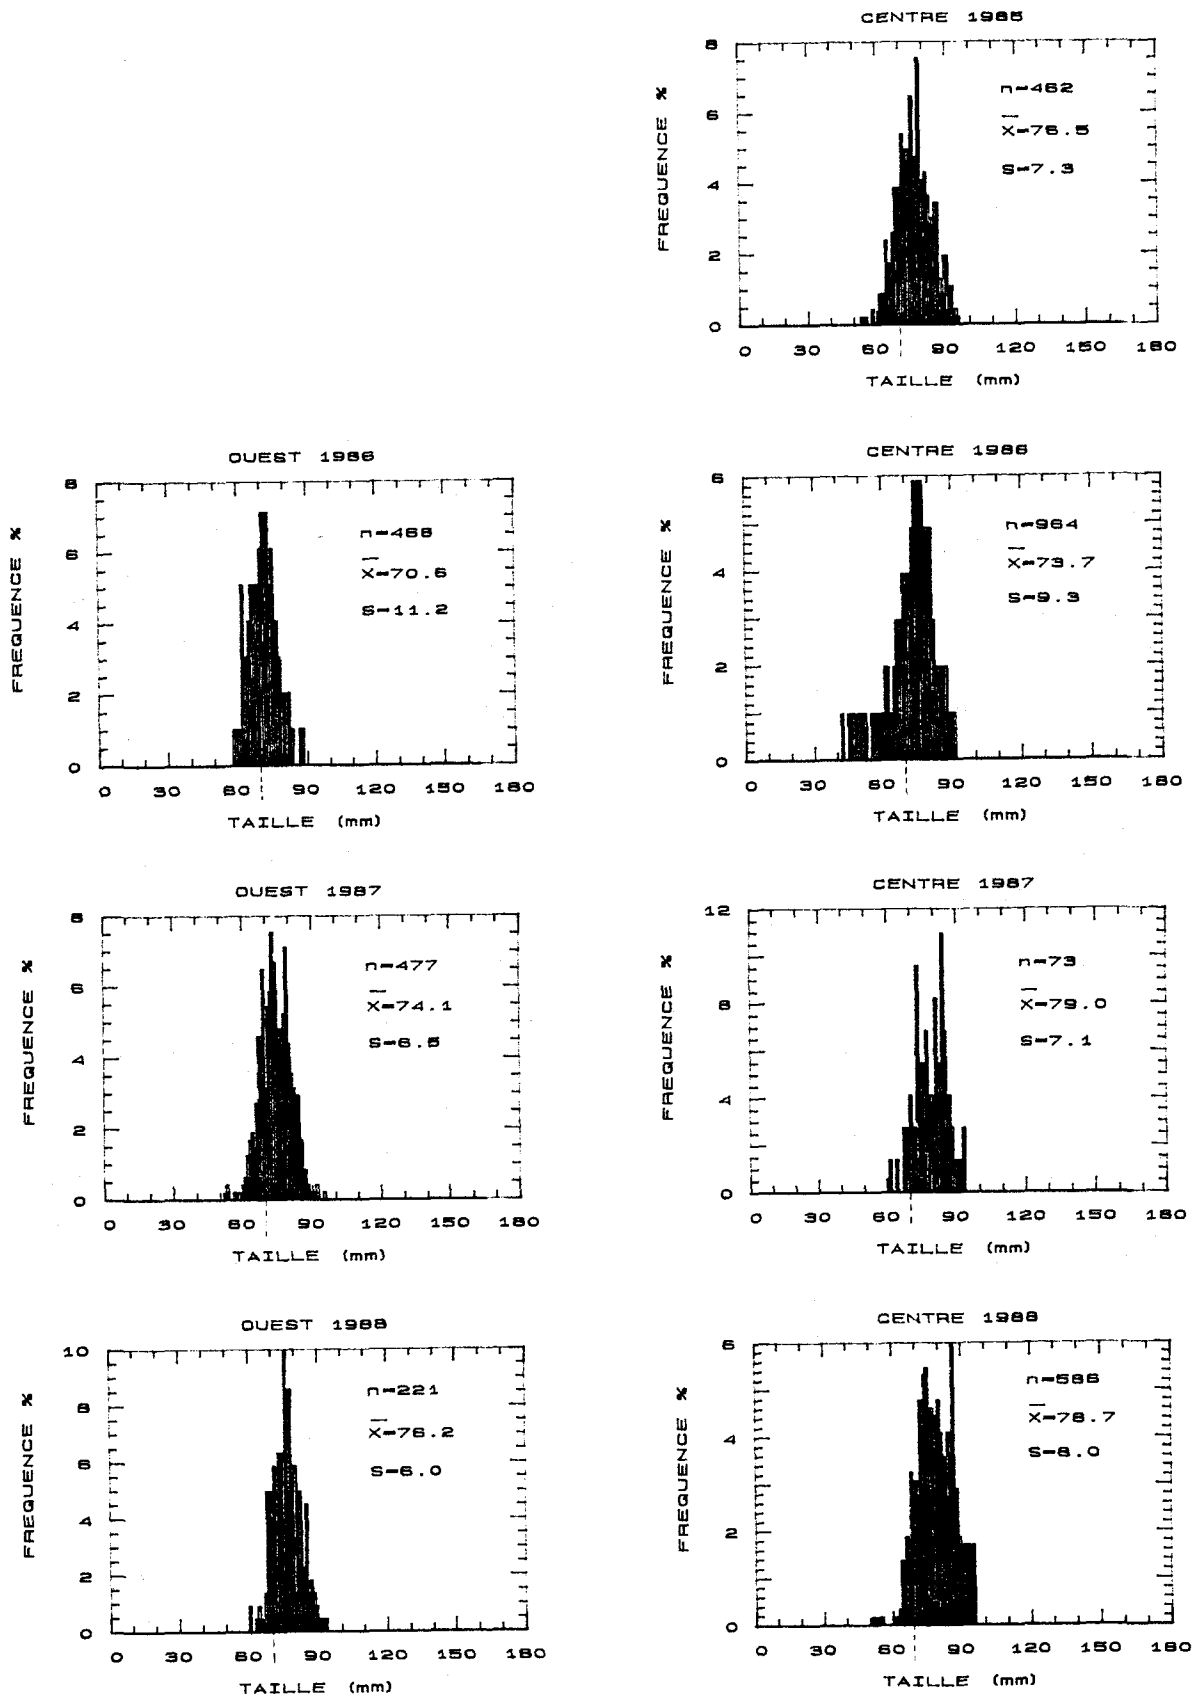 CENTRE 1985
FREQUENCE %
8
6
4
2
0
n=462
X=76.5
S=7.3
0 30 60 90 120 150 180
TAILLE (mm)
OUEST 1986
FREQUENCE %
8
6
4
2
0
n=468
X=70.6
S=11.2
0 30 60 90 120 150 180
TAILLE (mm)
CENTRE 1986
FREQUENCE %
6
4
2
0
n=964
X=73.7
S=9.3
0 30 60 90 120 150 180
TAILLE (mm)
OUEST 1987
FREQUENCE %
8
6
4
2
0
n=477
X=74.1
S=6.5
0 30 60 90 120 150 180
TAILLE (mm)
CENTRE 1987
FREQUENCE %
12
8
4
0
n=73
X=79.0
S=7.1
0 30 60 90 120 150 180
TAILLE (mm)
OUEST 1988
FREQUENCE %
10
8
6
4
2
0
n=221
X=76.2
S=6.0
0 30 60 90 120 150 180
TAILLE (mm)
CENTRE 1988
FREQUENCE %
6
4
2
0
n=586
X=78.7
S=8.0
0 30 60 90 120 150 180
TAILLE (mm)